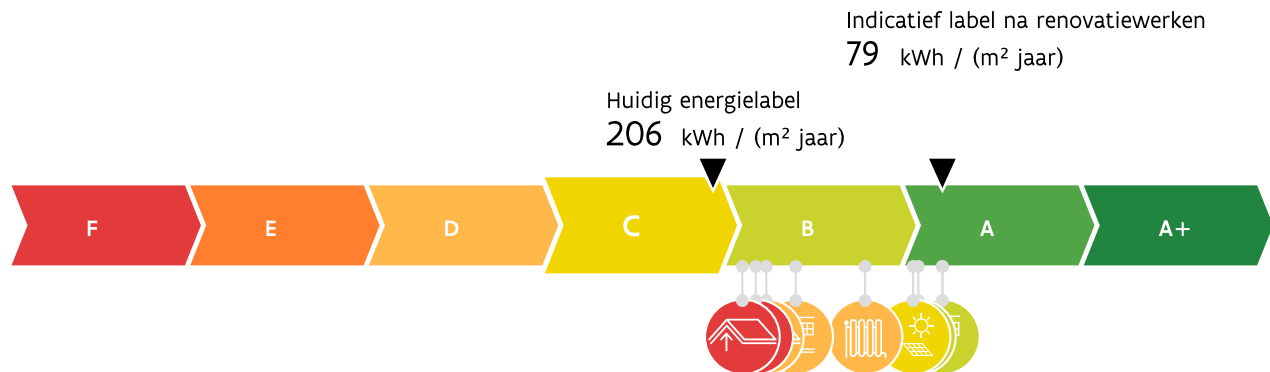 Indicatief label na renovatiewerken
79 kWh / (m² jaar)
Huidig energielabel
206 kWh / (m² jaar)
F E D C B A A+